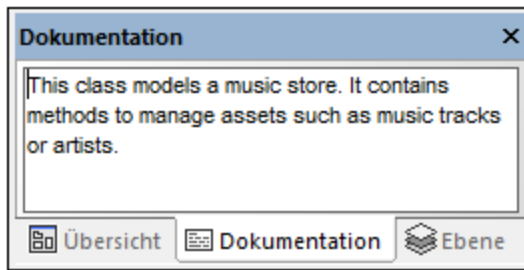 Dokumentation
This class models a music store. It contains
methods to manage assets such as music tracks
or artists.
Übersicht Dokumentation Ebene